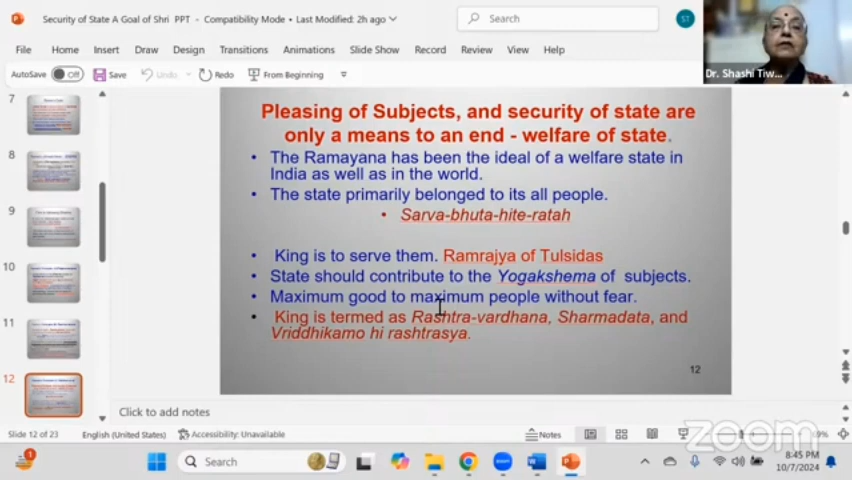 Security of State A Goal of Shri PPT - Compatibility Mode • Last Modified: 2h ago
Search
ST
File Home Insert Draw Design Transitions Animations Slide Show Record Review View Help
AutoSave Off Save Undo Redo From Beginning
Dr. Shashi Tiw...
7
8
9
10
11
12
Pleasing of Subjects, and security of state are
only a means to an end - welfare of state.
• The Ramayana has been the ideal of a welfare state in
India as well as in the world.
• The state primarily belonged to its all people.
• Sarva-bhuta-hite-ratah
• King is to serve them. Ramrajya of Tulsidas
• State should contribute to the Yogakshema of subjects.
• Maximum good to maximum people without fear.
• King is termed as Rashtra-vardhana, Sharmadata, and
Vriddhikamo hi rashtrasya.
12
Click to add notes
Slide 12 of 23 English (United States) Accessibility: Unavailable Notes
zoom
Search
8:45 PM
10/7/2024